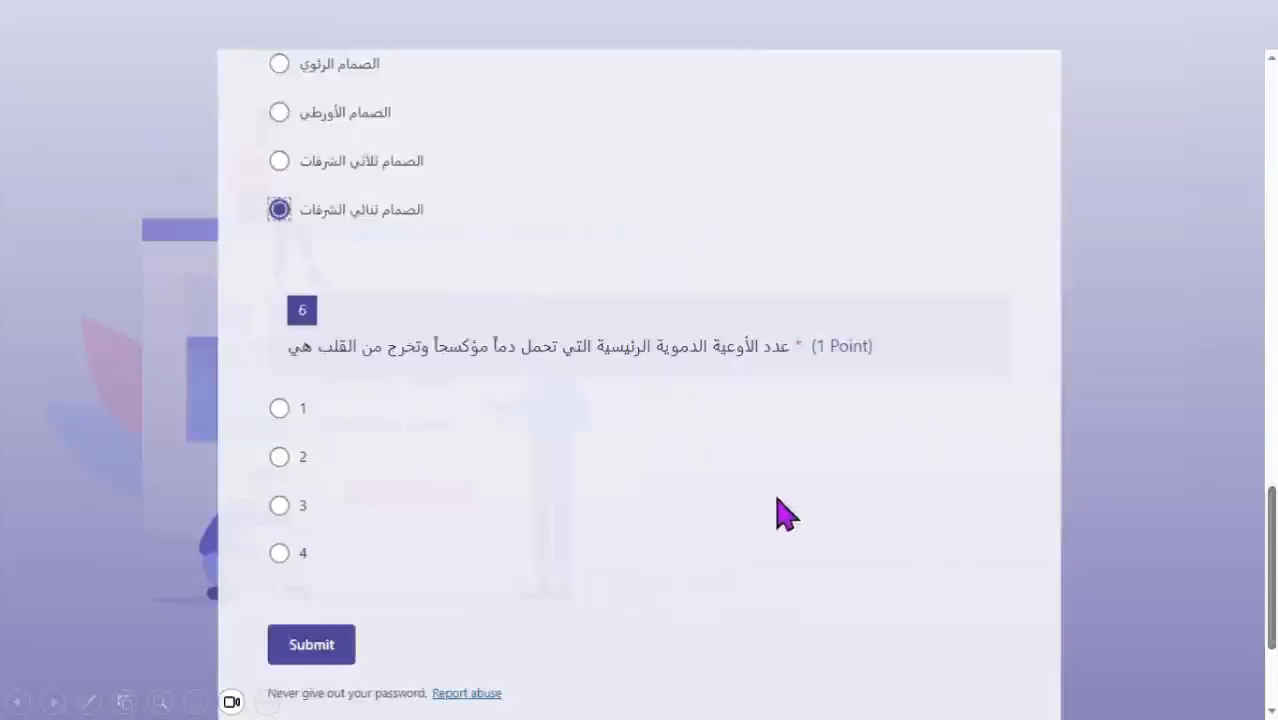 الصمام الرئوي
الصمام الأورطي
الصمام ثلاثي الشرفات
الصمام ثنائي الشرفات
6
عدد الأوعية الدموية الرئيسية التي تحمل دماً مؤكسجاً وتخرج من القلب هي * (1 Point)
1
2
3
4
Submit
Never give out your password. Report abuse